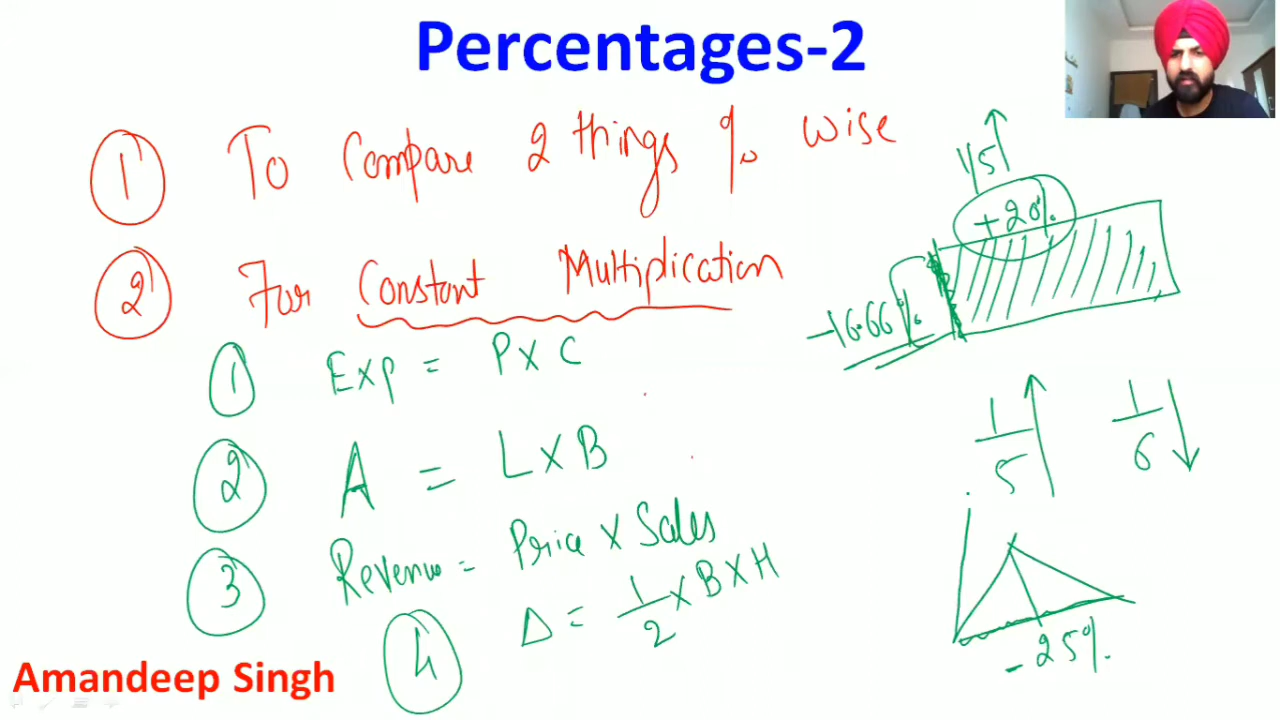 Percentages-2
1 To Compare 2 things % wise
2 For Constant Multiplication
1 Exp = P X C
2 A = L X B
3 Revenue = Price X Sales
4 Δ = 1/2 X B X H
1/5 ↑
+20%
-16.66%
1/5 ↑ 1/6 ↓
-25%
Amandeep Singh